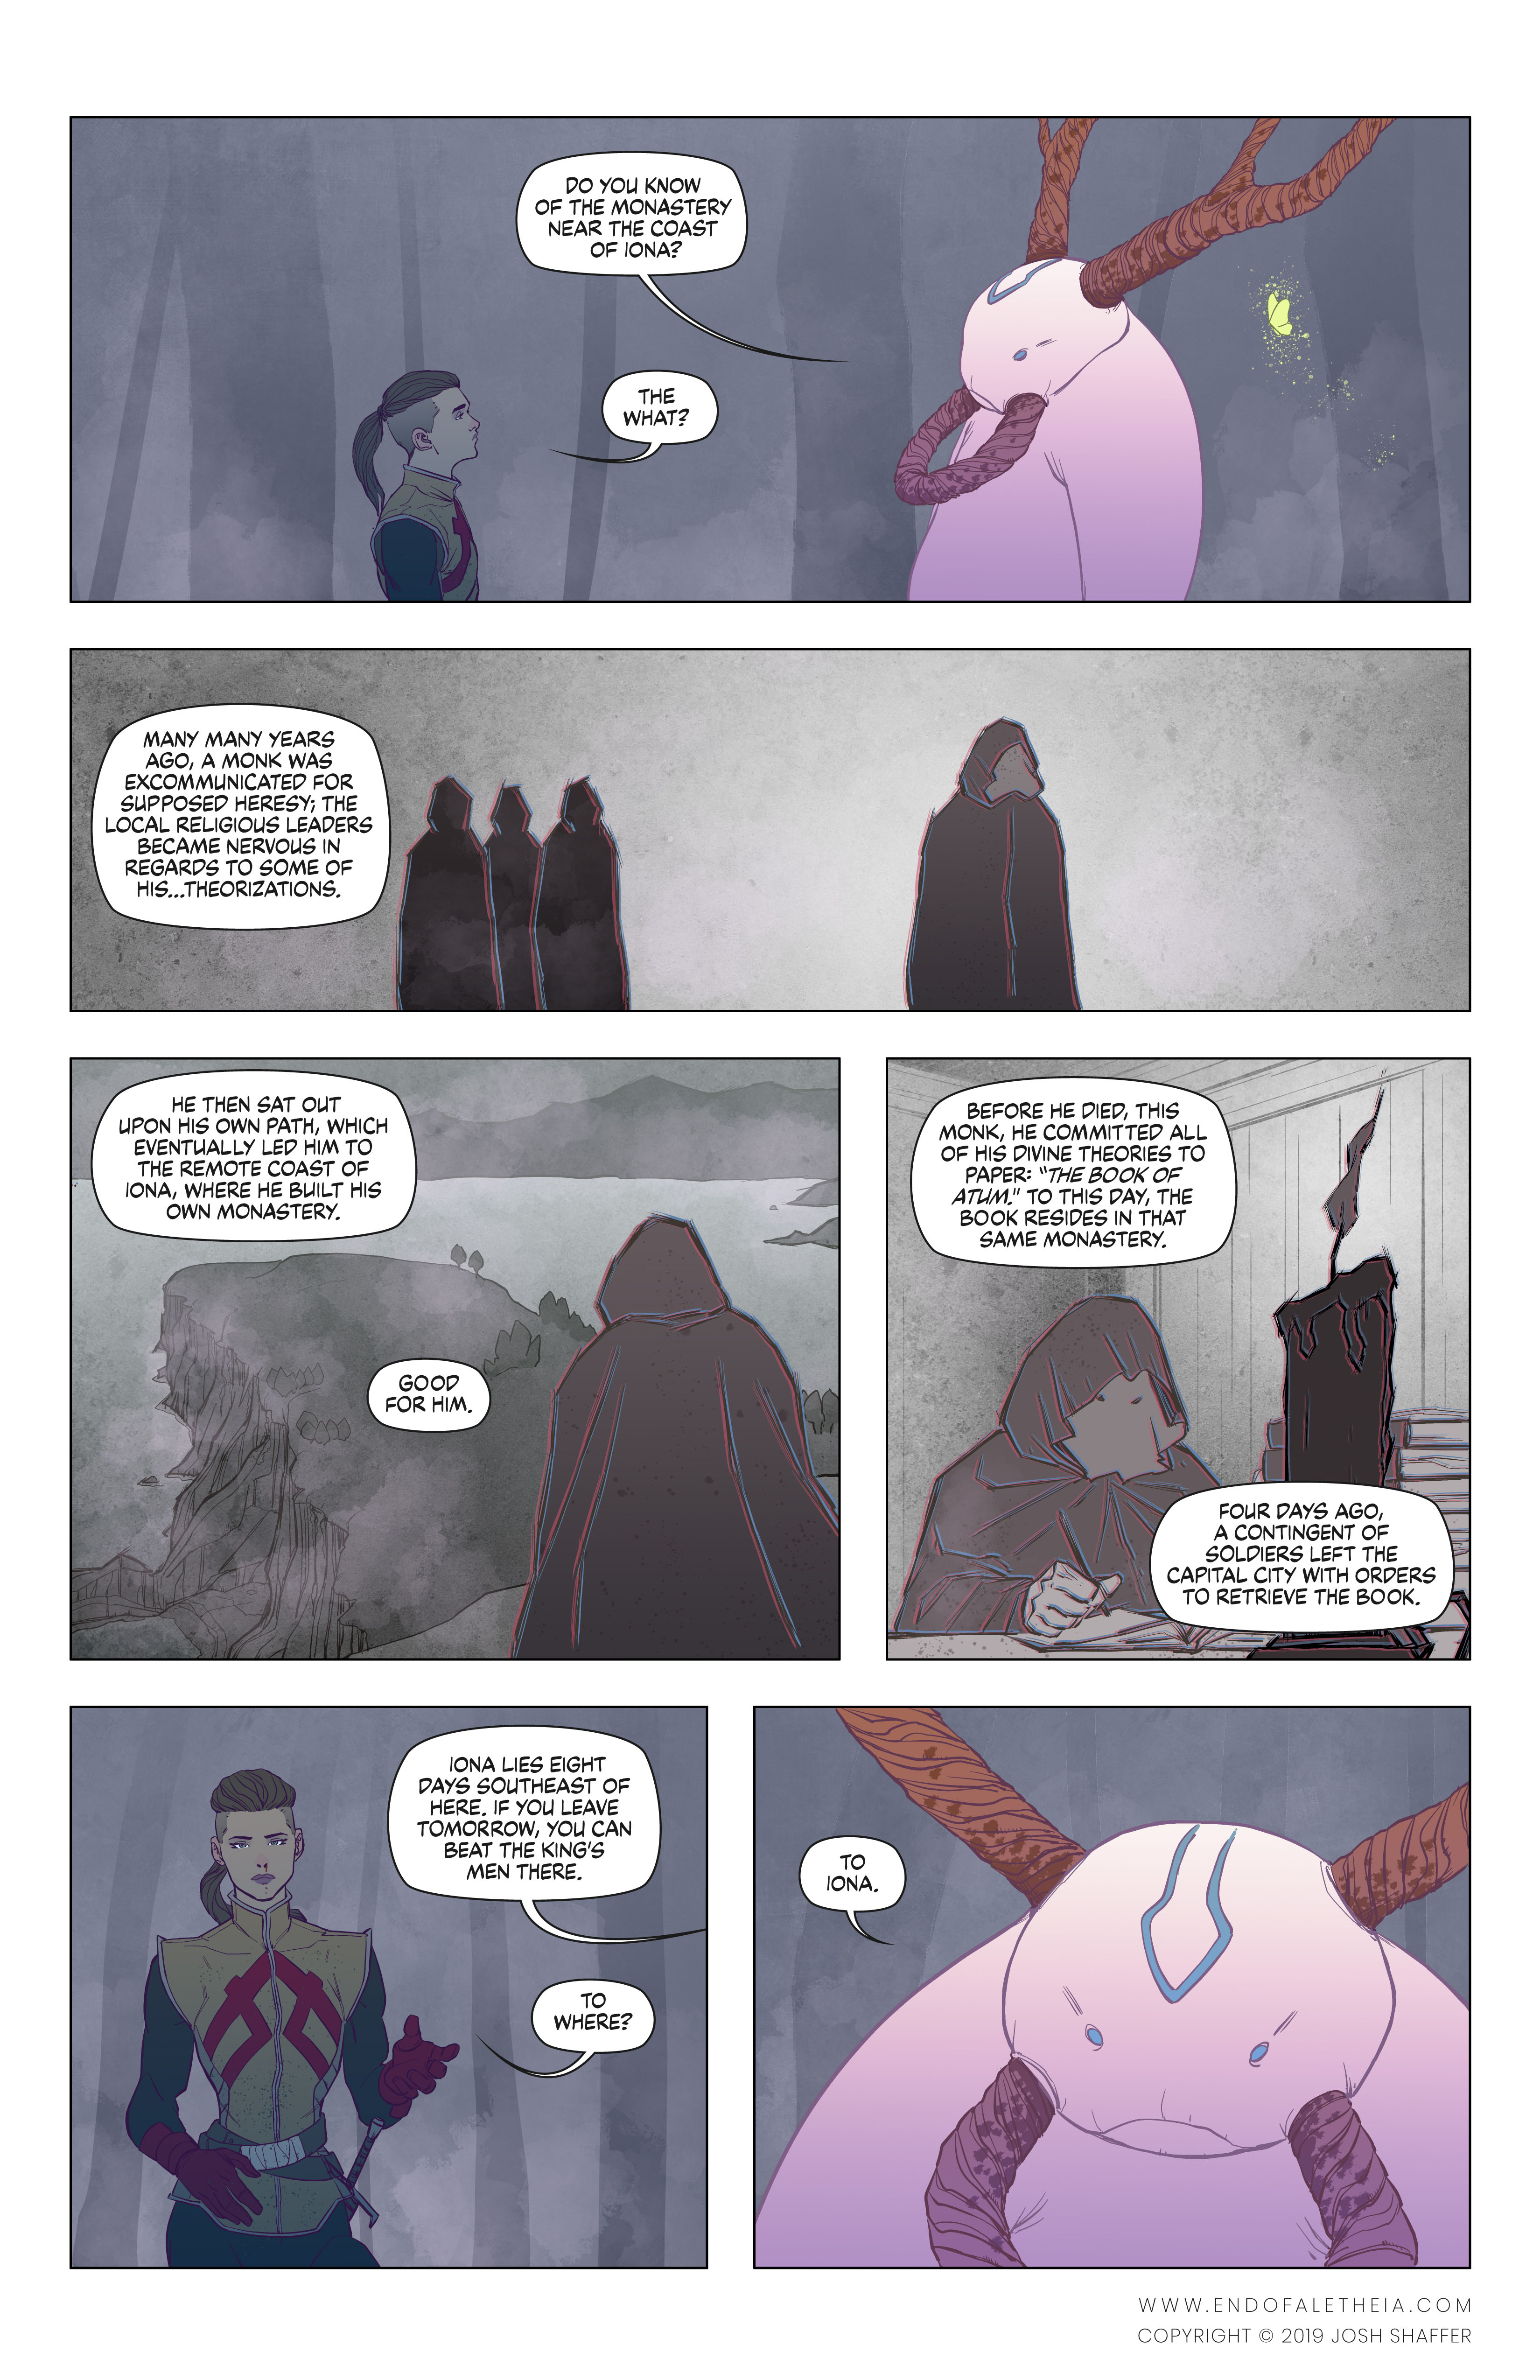 DO YOU KNOW
OF THE MONASTERY
NEAR THE COAST
OF IONA?
THE
WHAT?
MANY MANY YEARS
AGO, A MONK WAS
EXCOMMUNICATED FOR
SUPPOSED HERESY; THE
LOCAL RELIGIOUS LEADERS
BECAME NERVOUS IN
REGARDS TO SOME OF
HIS...THEORIZATIONS.
HE THEN SAT OUT
UPON HIS OWN PATH, WHICH
EVENTUALLY LED HIM TO
THE REMOTE COAST OF
IONA, WHERE HE BUILT HIS
OWN MONASTERY.
GOOD
FOR HIM.
BEFORE HE DIED, THIS
MONK, HE COMMITTED ALL
OF HIS DIVINE THEORIES TO
PAPER: "THE BOOK OF
ATUM." TO THIS DAY, THE
BOOK RESIDES IN THAT
SAME MONASTERY.
FOUR DAYS AGO,
A CONTINGENT OF
SOLDIERS LEFT THE
CAPITAL CITY WITH ORDERS
TO RETRIEVE THE BOOK.
IONA LIES EIGHT
DAYS SOUTHEAST OF
HERE. IF YOU LEAVE
TOMORROW, YOU CAN
BEAT THE KING'S
MEN THERE.
TO
WHERE?
TO
IONA.
WWW.ENDOFALETHEIA.COM
COPYRIGHT © 2019 JOSH SHAFFER